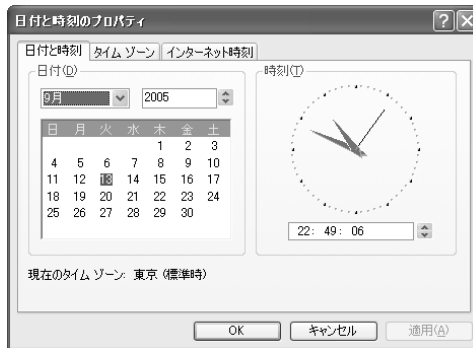 日付と時刻のプロパティ
日付と時刻 タイム ゾーン インターネット時刻
日付(D)
9月 2005
日 月 火 水 木 金 土
1 2 3
4 5 6 7 8 9 10
11 12 13 14 15 16 17
18 19 20 21 22 23 24
25 26 27 28 29 30
時刻(T)
22: 49: 06
現在のタイム ゾーン: 東京 (標準時)
OK キャンセル 適用(A)